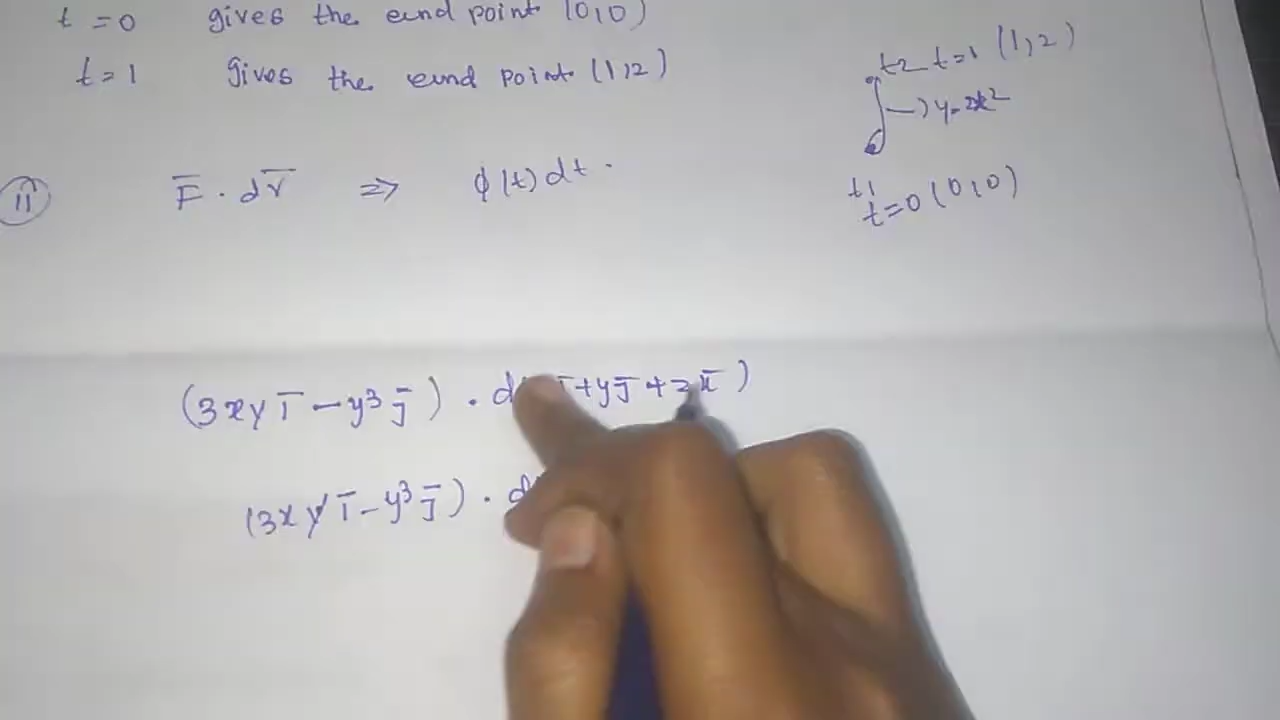 t = 0 gives the end point (0,0)
t = 1 gives the end point (1,2)
t2 t=1 (1,2)
→ y=2x²
t1
t=0 (0,0)
(ii) F̅ . dr̅ ⇒ ϕ(t) dt .
(3xy i̅ - y³ j̅ ) . d i̅ + y j̅ + z k̅ )
(3xy i̅ - y³ j̅ ) . d